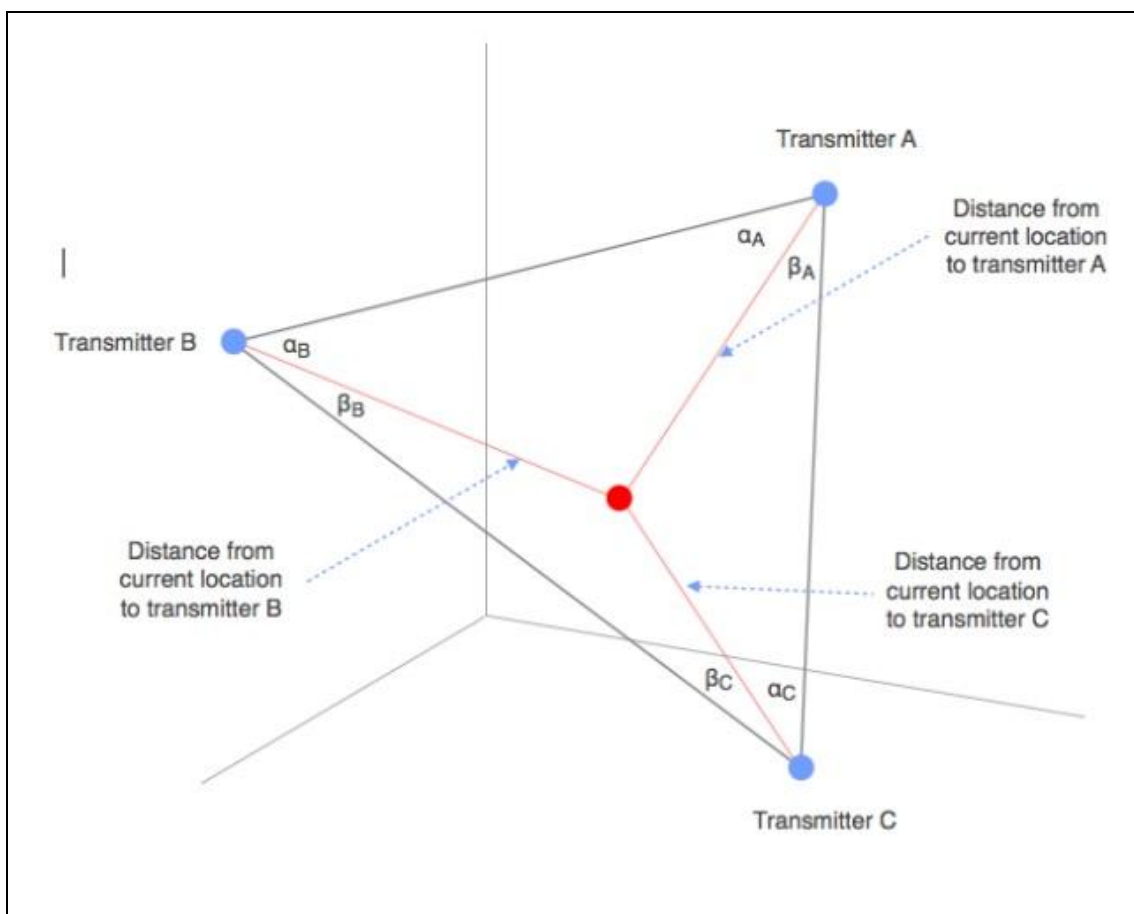 Transmitter A
Distance from
current location
to transmitter A
αA
βA
Transmitter B
αB
βB
Distance from
current location
to transmitter B
Distance from
current location
to transmitter C
βC
αC
Transmitter C